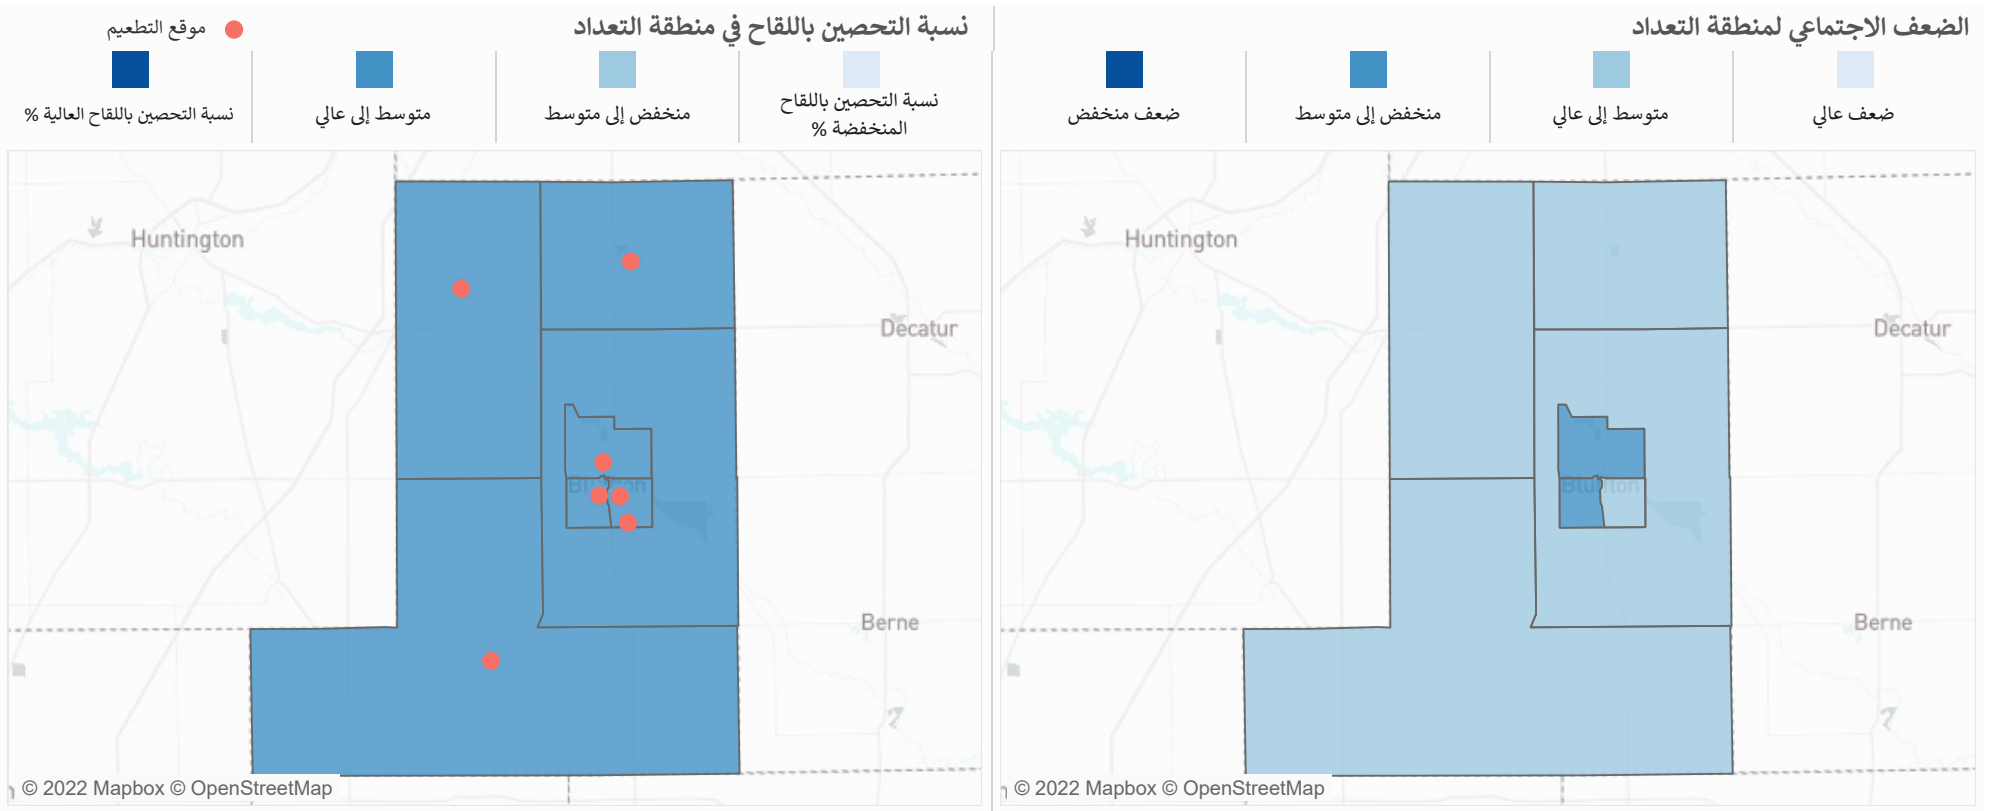 الضعف الاجتماعي لمنطقة التعداد
ضعف عالي
متوسط إلى عالي
منخفض إلى متوسط
ضعف منخفض
Huntington
Decatur
Bluffton
Berne
© 2022 Mapbox © OpenStreetMap
نسبة التحصين باللقاح في منطقة التعداد
موقع التطعيم
نسبة التحصين باللقاح
المنخفضة %
منخفض إلى متوسط
متوسط إلى عالي
نسبة التحصين باللقاح العالية %
Huntington
Decatur
Berne
© 2022 Mapbox © OpenStreetMap